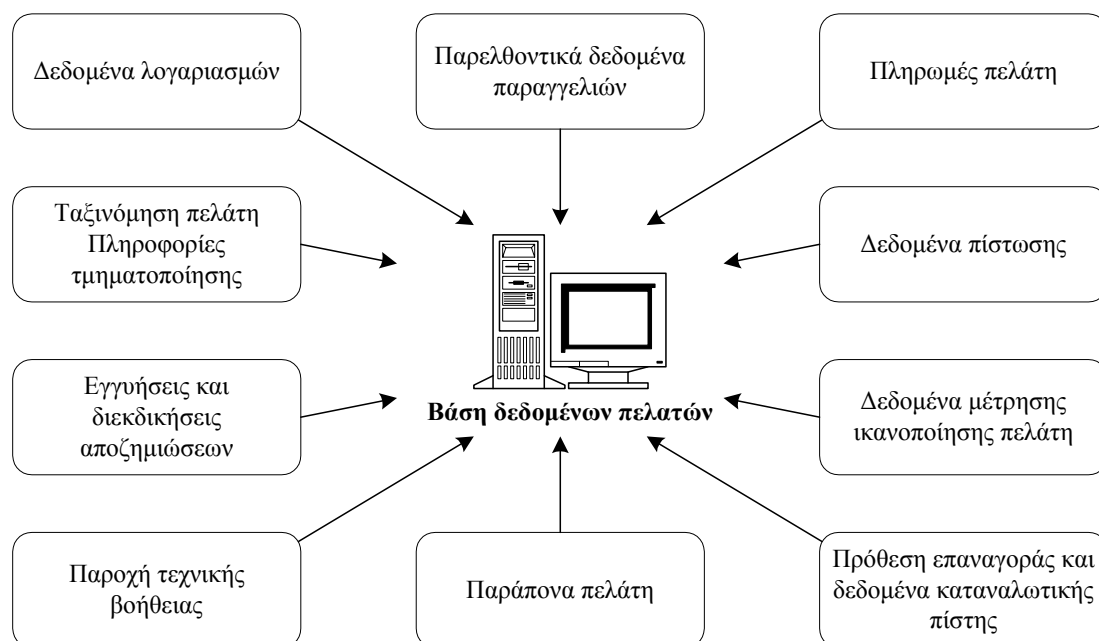 Δεδομένα λογαριασμών
Παρελθοντικά δεδομένα
παραγγελιών
Πληρωμές πελάτη
Ταξινόμηση πελάτη
Πληροφορίες
τμηματοποίησης
Δεδομένα πίστωσης
Εγγυήσεις και
διεκδικήσεις
αποζημιώσεων
Βάση δεδομένων πελατών
Δεδομένα μέτρησης
ικανοποίησης πελάτη
Παροχή τεχνικής
βοήθειας
Παράπονα πελάτη
Πρόθεση επαναγοράς και
δεδομένα καταναλωτικής
πίστης